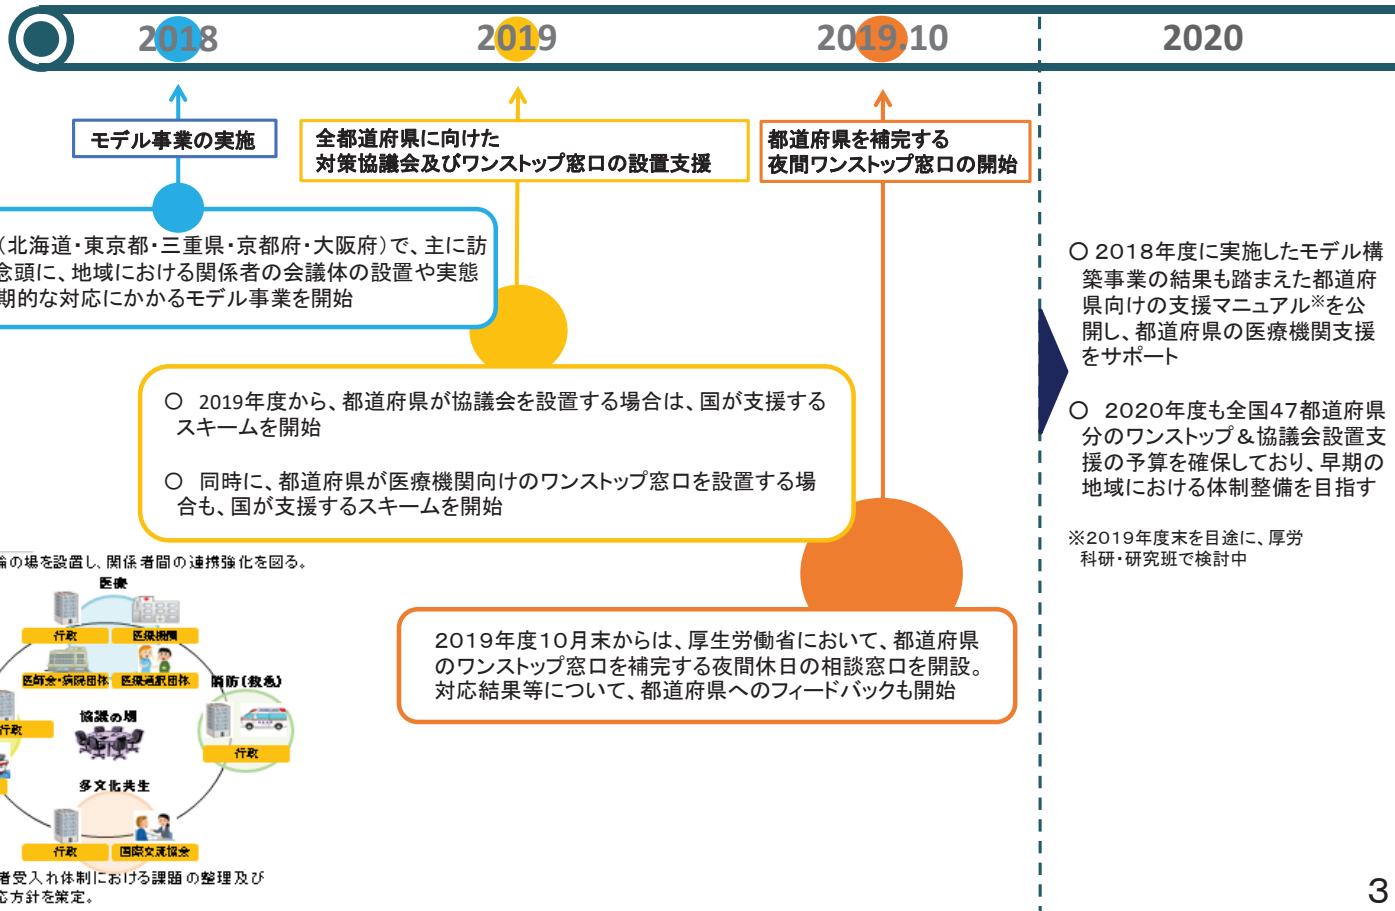 2018
2019
2019.10
2020
モデル事業の実施
全都道府県に向けた
対策協議会及びワンストップ窓口の設置支援
都道府県を補完する
夜間ワンストップ窓口の開始
（北海道・東京都・三重県・京都府・大阪府）で、主に訪
念頭に、地域における関係者の会議体の設置や実態
期的な対応にかかるモデル事業を開始
○ 2019年度から、都道府県が協議会を設置する場合は、国が支援する
スキームを開始
○ 同時に、都道府県が医療機関向けのワンストップ窓口を設置する場
合も、国が支援するスキームを開始
2019年度10月末からは、厚生労働省において、都道府県
のワンストップ窓口を補完する夜間休日の相談窓口を開設。
対応結果等について、都道府県へのフィードバックも開始
○ 2018年度に実施したモデル構
築事業の結果も踏まえた都道府
県向けの支援マニュアル※を公
開し、都道府県の医療機関支援
をサポート
○ 2020年度も全国47都道府県
分のワンストップ＆協議会設置支
援の予算を確保しており、早期の
地域における体制整備を目指す
※2019年度末を目途に、厚労
科研・研究班で検討中
の場を設置し、関係者間の連携強化を図る。
医療
行政
医療機関
医師会・病院団体
医療通訳団体
消防（救急）
行政
協議の場
行政
多文化共生
行政
国際交流協会
者受入れ体制における課題の整理及び
応方針を策定。
3